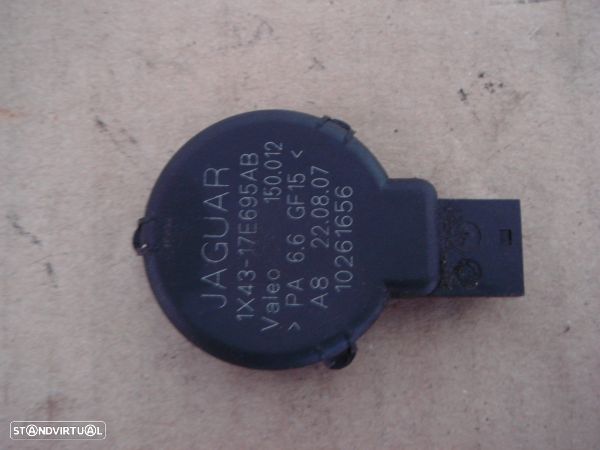 JAGUAR
1X43-17E695AB
Valeo 150.012
> PA 6.6 GF15 <
A8 22.08.07
10261656
STANDVIRTUAL